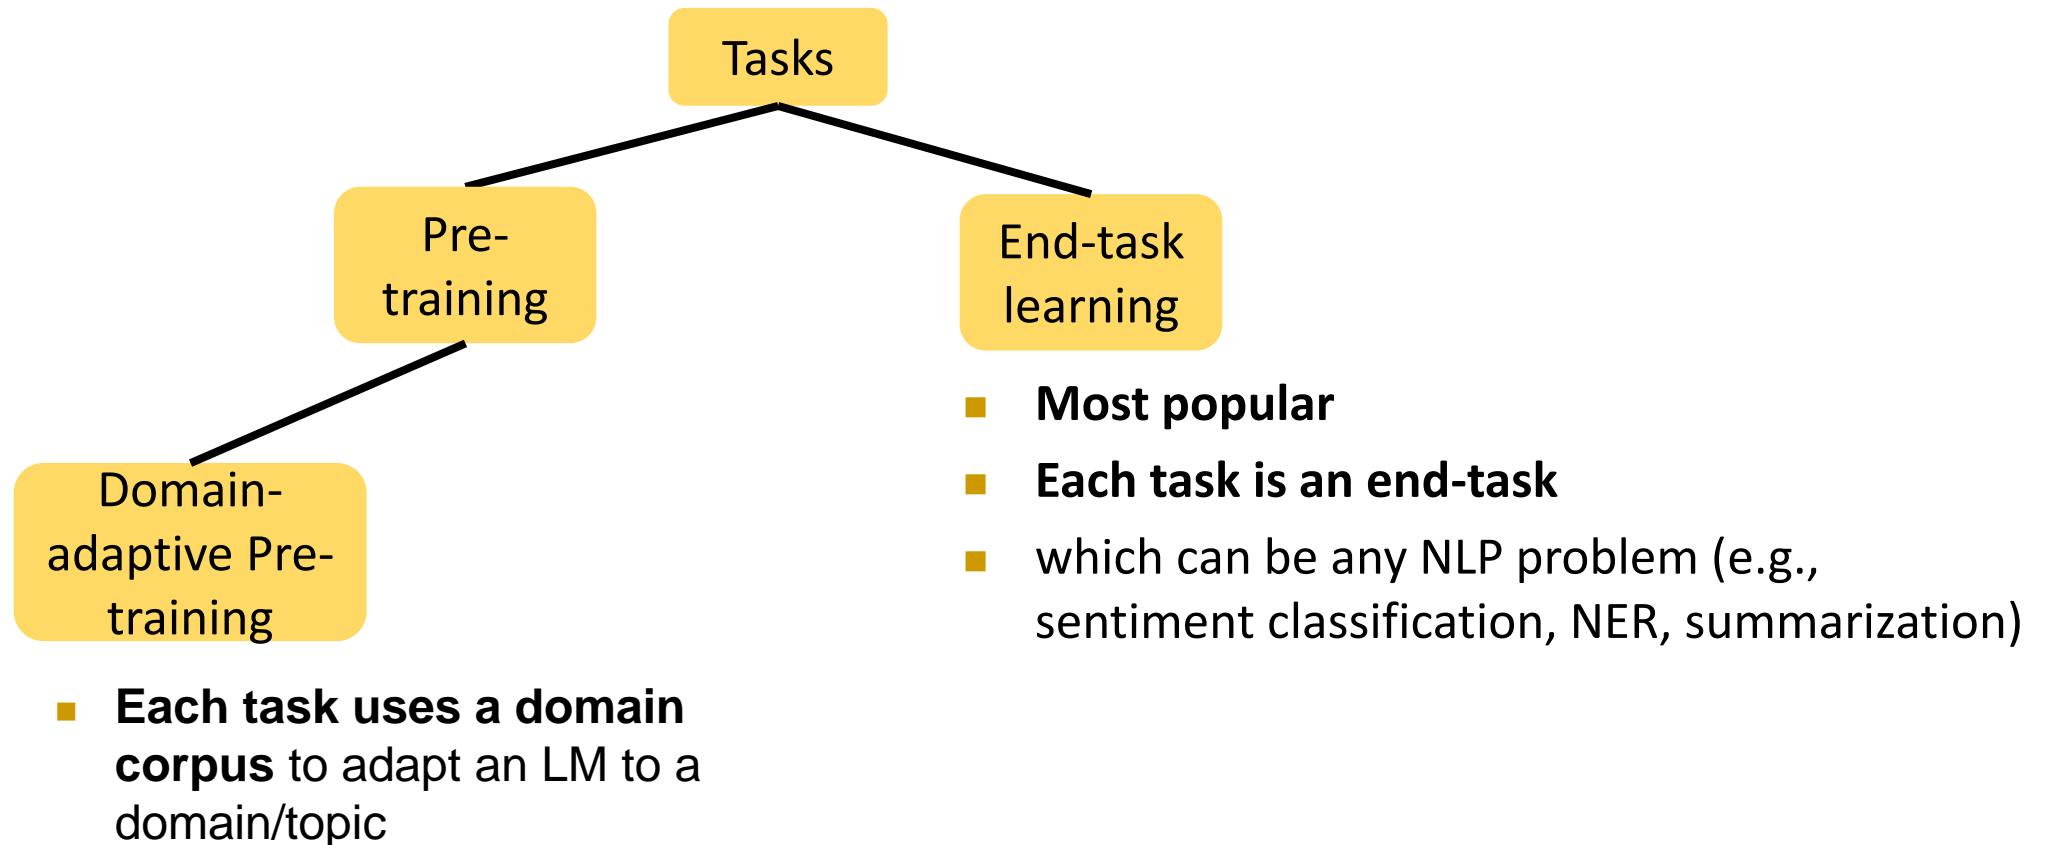 Tasks
Pre-
training
End-task
learning
Most popular
Each task is an end-task
which can be any NLP problem (e.g.,
sentiment classification, NER, summarization)
Domain-
adaptive Pre-
training
Each task uses a domain
corpus to adapt an LM to a
domain/topic